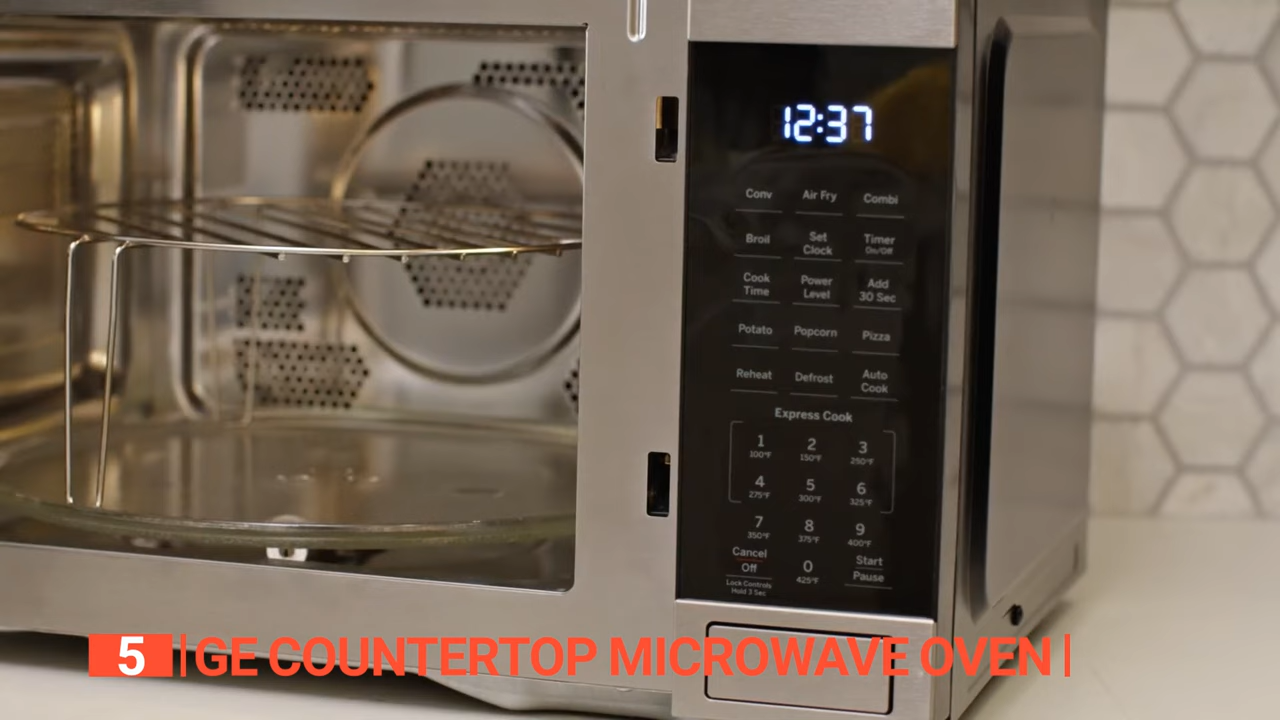 12:37
Conv Air Fry Combi
Broil Set Clock Timer On/Off
Cook Time Power Level Add 30 Sec
Potato Popcorn Pizza
Reheat Defrost Auto Cook
Express Cook
1 2 3
100°F 150°F 250°F
4 5 6
275°F 300°F 325°F
7 8 9
350°F 375°F 400°F
Cancel Off 0 Start Pause
425°F
Lock Controls
Hold 3 Sec
5 GE COUNTERTOP MICROWAVE OVEN